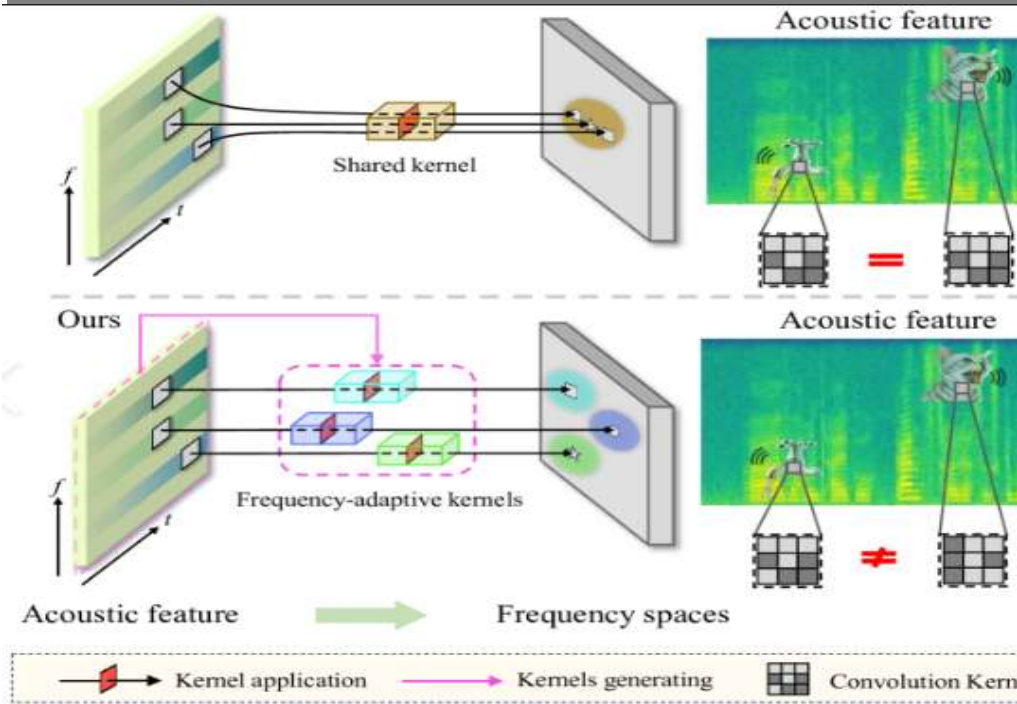 Acoustic feature
Shared kernel
f
t
=
Ours
Acoustic feature
Frequency-adaptive kernels
f
t
≠
Acoustic feature
Frequency spaces
Kernel application
Kernels generating
Convolution Kern